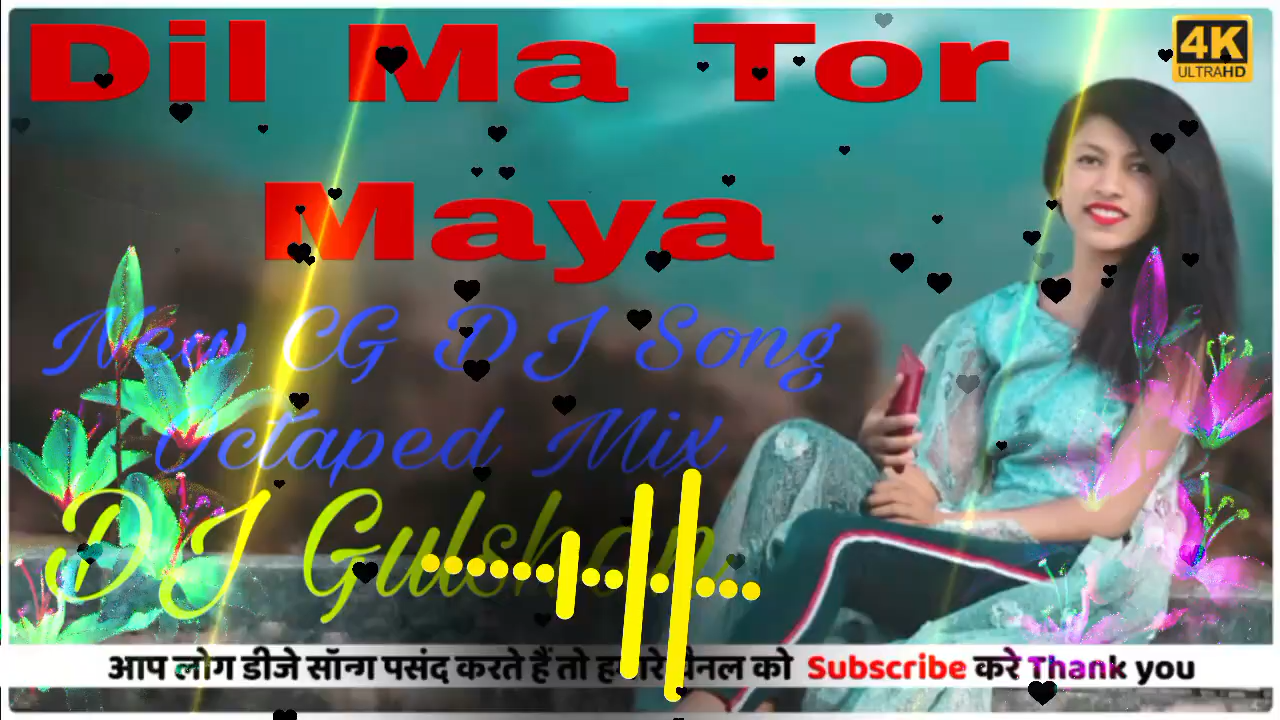 Dil Ma Tor
4K
ULTRAHD
Maya
New CG DJ Song
Octaped Mix
DJ Gulshan
आप लोग डीजे सॉन्ग पसंद करते हैं तो हमारे चैनल को Subscribe करे Thank you